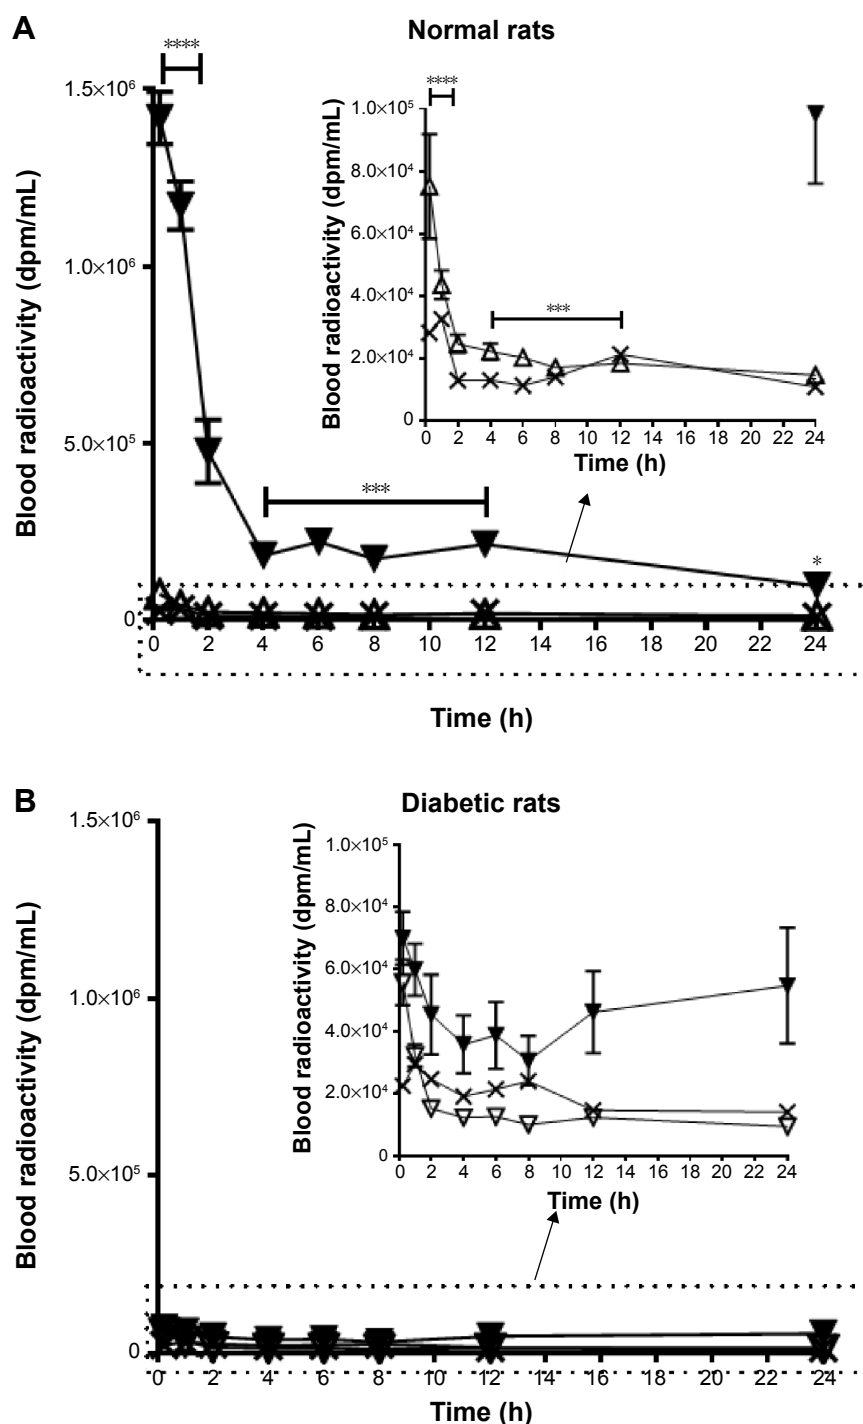 A
Normal rats
****
1.5×10⁶
1.0×10⁶
5.0×10⁵
0
Blood radioactivity (dpm/mL)
****
1.0×10⁵
8.0×10⁴
6.0×10⁴
4.0×10⁴
2.0×10⁴
0
Blood radioactivity (dpm/mL)
***
0 2 4 6 8 10 12 14 16 18 20 22 24
Time (h)
***
*
0 2 4 6 8 10 12 14 16 18 20 22 24
Time (h)
B
Diabetic rats
1.5×10⁶
1.0×10⁶
5.0×10⁵
0
Blood radioactivity (dpm/mL)
1.0×10⁵
8.0×10⁴
6.0×10⁴
4.0×10⁴
2.0×10⁴
0
Blood radioactivity (dpm/mL)
0 2 4 6 8 10 12 14 16 18 20 22 24
Time (h)
0 2 4 6 8 10 12 14 16 18 20 22 24
Time (h)